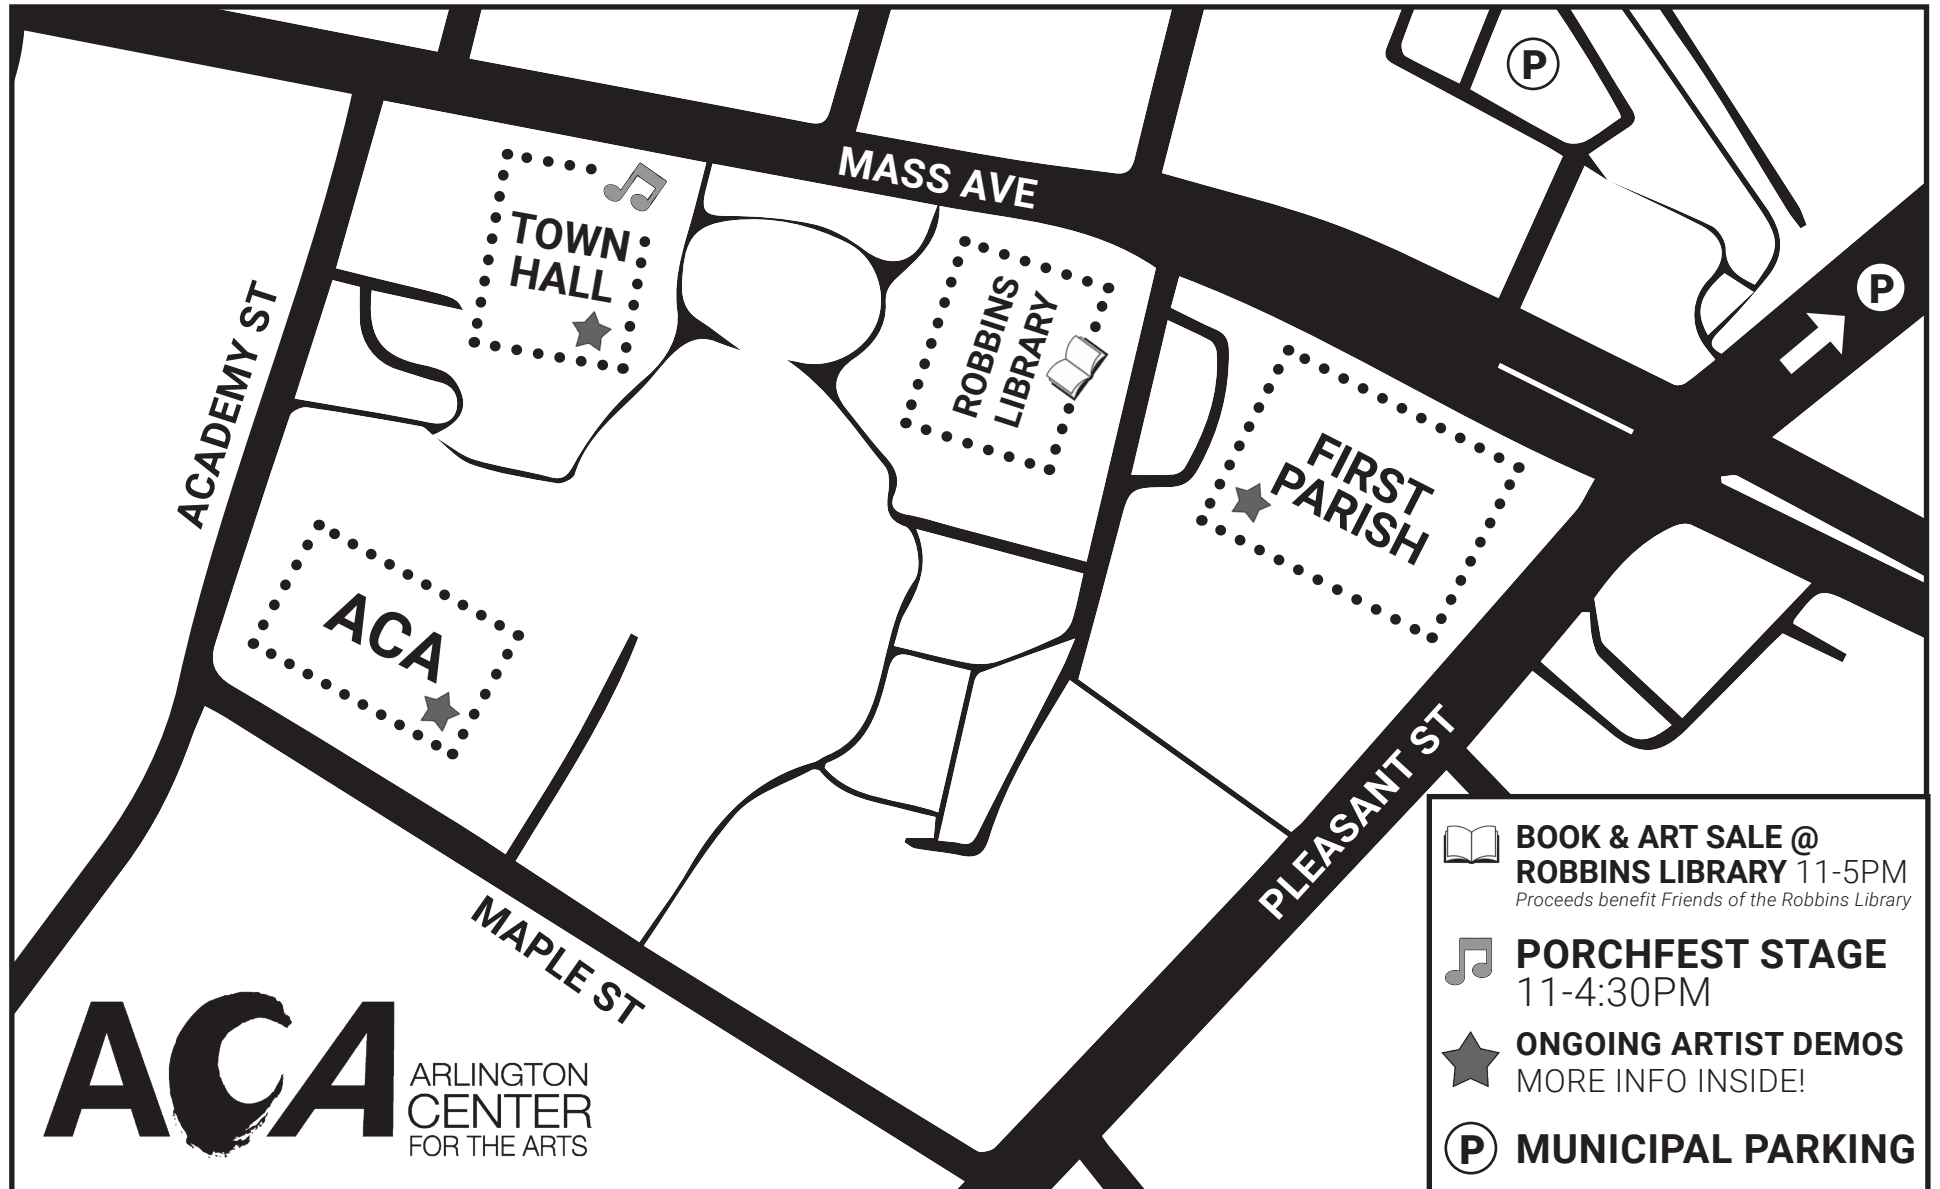 P
MASS AVE
TOWN
HALL
ROBBINS
LIBRARY
P
ACADEMY ST
FIRST
PARISH
ACA
PLEASANT ST
MAPLE ST
ACA
ARLINGTON
CENTER
FOR THE ARTS
BOOK & ART SALE @
ROBBINS LIBRARY 11-5PM
Proceeds benefit Friends of the Robbins Library
PORCHFEST STAGE
11-4:30PM
ONGOING ARTIST DEMOS
MORE INFO INSIDE!
P MUNICIPAL PARKING